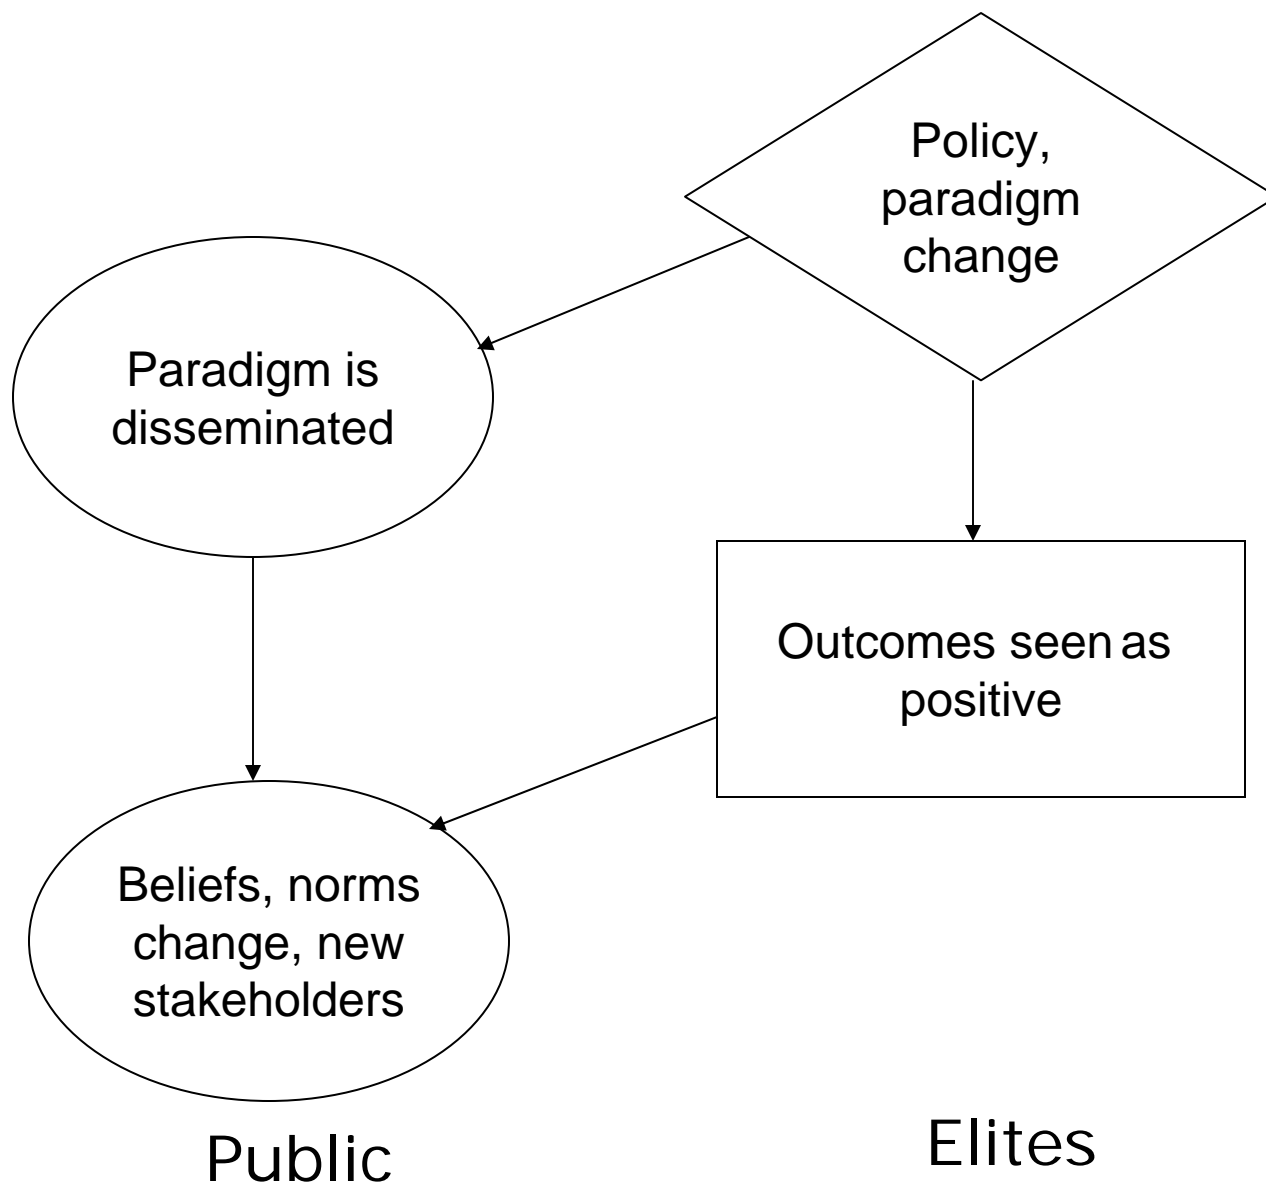 Policy,
paradigm
change
Paradigm is
disseminated
Outcomes seen as
positive
Beliefs, norms
change, new
stakeholders
Public
Elites